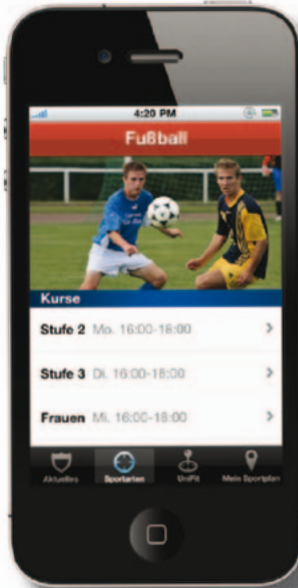 4:20 PM
Fußball
Kurse
Stufe 2 Mo. 16:00-18:00
Stufe 3 Di. 16:00-18:00
Frauen Mi. 16:00-18:00
Aktuelles Sportarten UniFit Mein Sportplan